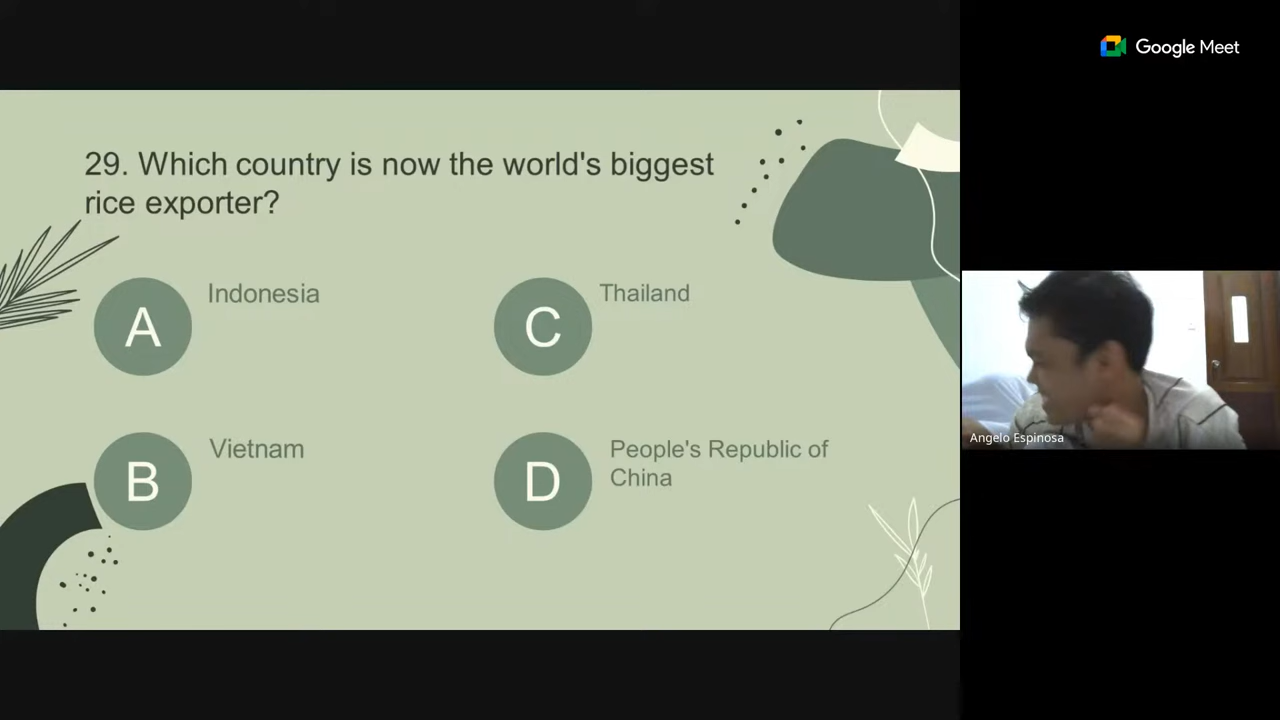 Google Meet
29. Which country is now the world's biggest
rice exporter?
A
Indonesia
C
Thailand
B
Vietnam
D
People's Republic of
China
Angelo Espinosa